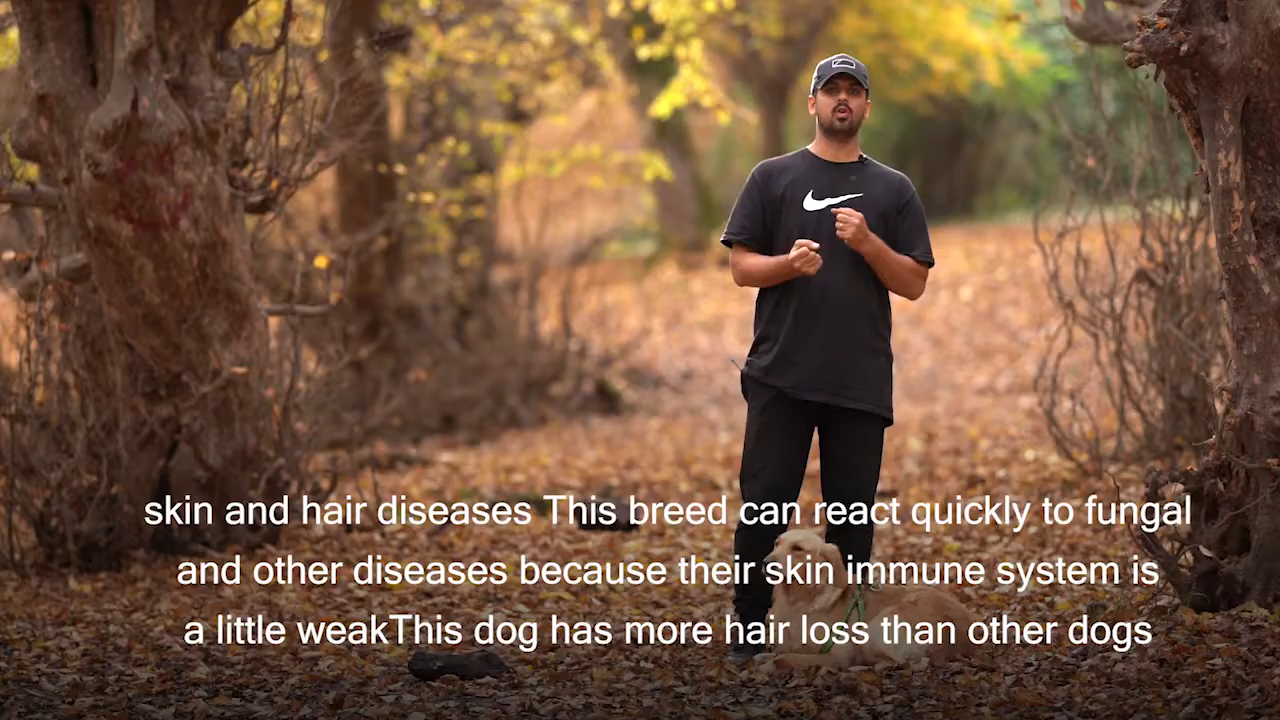 skin and hair diseases This breed can react quickly to fungal
and other diseases because their skin immune system is
a little weakThis dog has more hair loss than other dogs